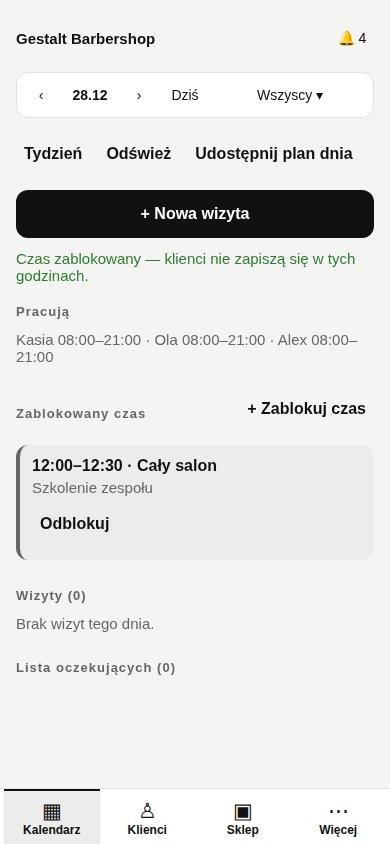 Gestalt Barbershop
🔔 4
‹ 28.12 › Dziś Wszyscy ▾
Tydzień Odśwież Udostępnij plan dnia
+ Nowa wizyta
Czas zablokowany — klienci nie zapiszą się w tych
godzinach.
Pracują
Kasia 08:00–21:00 · Ola 08:00–21:00 · Alex 08:00–
21:00
Zablokowany czas
+ Zablokuj czas
12:00–12:30 · Cały salon
Szkolenie zespołu
Odblokuj
Wizyty (0)
Brak wizyt tego dnia.
Lista oczekujących (0)
Kalendarz Klienci Sklep Więcej